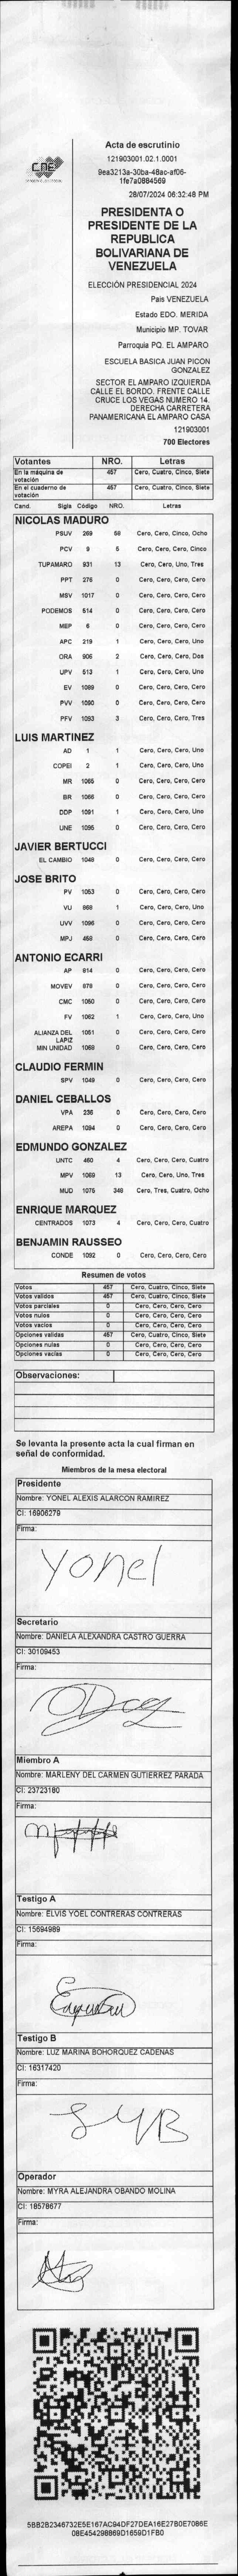 CNE
Acta de escrutinio
121903001.02.1.0001
9ea3213a-30ba-48ac-af06-
1fe7a0884569
28/07/2024 06:32:48 PM
PRESIDENTA O
PRESIDENTE DE LA
REPUBLICA
BOLIVARIANA DE
VENEZUELA
ELECCIÓN PRESIDENCIAL 2024
Pais VENEZUELA
Estado EDO. MERIDA
Municipio MP. TOVAR
Parroquia PQ. EL AMPARO
ESCUELA BASICA JUAN PICON
GONZALEZ
SECTOR EL AMPARO IZQUIERDA
CALLE EL BORDO. FRENTE CALLE
CRUCE LOS VEGAS NUMERO 14.
DERECHA CARRETERA
PANAMERICANA EL AMPARO CASA
121903001
700 Electores
Votantes NRO. Letras
En la máquina de votación 457 Cero, Cuatro, Cinco, Siete
En el cuaderno de votación 457 Cero, Cuatro, Cinco, Siete
Cand. Sigla Código NRO. Letras
NICOLAS MADURO
PSUV 269 58 Cero, Cero, Cinco, Ocho
PCV 9 5 Cero, Cero, Cero, Cinco
TUPAMARO 931 13 Cero, Cero, Uno, Tres
PPT 276 0 Cero, Cero, Cero, Cero
MSV 1017 0 Cero, Cero, Cero, Cero
PODEMOS 514 0 Cero, Cero, Cero, Cero
MEP 6 0 Cero, Cero, Cero, Cero
APC 219 1 Cero, Cero, Cero, Uno
ORA 906 2 Cero, Cero, Cero, Dos
UPV 513 1 Cero, Cero, Cero, Uno
EV 1089 0 Cero, Cero, Cero, Cero
PVV 1090 0 Cero, Cero, Cero, Cero
PFV 1093 3 Cero, Cero, Cero, Tres
LUIS MARTINEZ
AD 1 1 Cero, Cero, Cero, Uno
COPEI 2 1 Cero, Cero, Cero, Uno
MR 1065 0 Cero, Cero, Cero, Cero
BR 1066 0 Cero, Cero, Cero, Cero
DDP 1091 1 Cero, Cero, Cero, Uno
UNE 1095 0 Cero, Cero, Cero, Cero
JAVIER BERTUCCI
EL CAMBIO 1048 0 Cero, Cero, Cero, Cero
JOSE BRITO
PV 1053 0 Cero, Cero, Cero, Cero
VU 868 1 Cero, Cero, Cero, Uno
UVV 1096 0 Cero, Cero, Cero, Cero
MPJ 458 0 Cero, Cero, Cero, Cero
ANTONIO ECARRI
AP 814 0 Cero, Cero, Cero, Cero
MOVEV 878 0 Cero, Cero, Cero, Cero
CMC 1050 0 Cero, Cero, Cero, Cero
FV 1062 1 Cero, Cero, Cero, Uno
ALIANZA DEL LAPIZ 1051 0 Cero, Cero, Cero, Cero
MIN UNIDAD 1068 0 Cero, Cero, Cero, Cero
CLAUDIO FERMIN
SPV 1049 0 Cero, Cero, Cero, Cero
DANIEL CEBALLOS
VPA 236 0 Cero, Cero, Cero, Cero
AREPA 1094 0 Cero, Cero, Cero, Cero
EDMUNDO GONZALEZ
UNTC 460 4 Cero, Cero, Cero, Cuatro
MPV 1069 13 Cero, Cero, Uno, Tres
MUD 1075 348 Cero, Tres, Cuatro, Ocho
ENRIQUE MARQUEZ
CENTRADOS 1073 4 Cero, Cero, Cero, Cuatro
BENJAMIN RAUSSEO
CONDE 1092 0 Cero, Cero, Cero, Cero
Resumen de votos
Votos 457 Cero, Cuatro, Cinco, Siete
Votos validos 457 Cero, Cuatro, Cinco, Siete
Votos parciales 0 Cero, Cero, Cero, Cero
Votos nulos 0 Cero, Cero, Cero, Cero
Votos vacios 0 Cero, Cero, Cero, Cero
Opciones validas 457 Cero, Cuatro, Cinco, Siete
Opciones nulas 0 Cero, Cero, Cero, Cero
Opciones vacias 0 Cero, Cero, Cero, Cero
Observaciones:
Se levanta la presente acta la cual firman en
señal de conformidad.
Miembros de la mesa electoral
Presidente
Nombre: YONEL ALEXIS ALARCON RAMIREZ
CI: 16906279
Firma:
Yonel
Secretario
Nombre: DANIELA ALEXANDRA CASTRO GUERRA
CI: 30109453
Firma:
Miembro A
Nombre: MARLENY DEL CARMEN GUTIERREZ PARADA
CI: 23723160
Firma:
Testigo A
Nombre: ELVIS YOEL CONTRERAS CONTRERAS
CI: 15694989
Firma:
Testigo B
Nombre: LUZ MARINA BOHORQUEZ CADENAS
CI: 16317420
Firma:
Operador
Nombre: MYRA ALEJANDRA OBANDO MOLINA
CI: 18578677
Firma:
5BB2B2346732E5E167AC94DF27DEA16E27B0E7086E
08E454298869D1659D1FB0